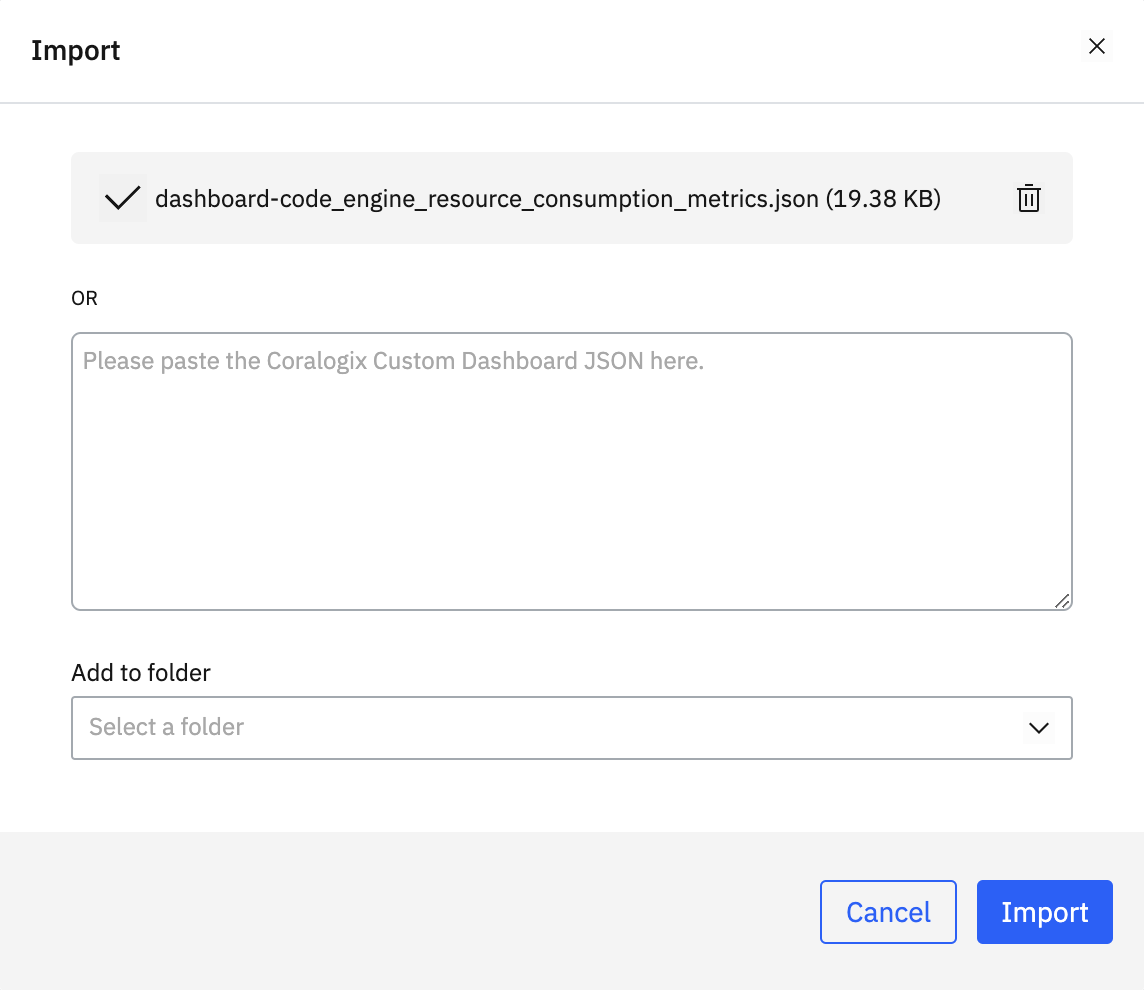 Import
dashboard-code_engine_resource_consumption_metrics.json (19.38 KB)
OR
Please paste the Coralogix Custom Dashboard JSON here.
Add to folder
Select a folder
Cancel
Import